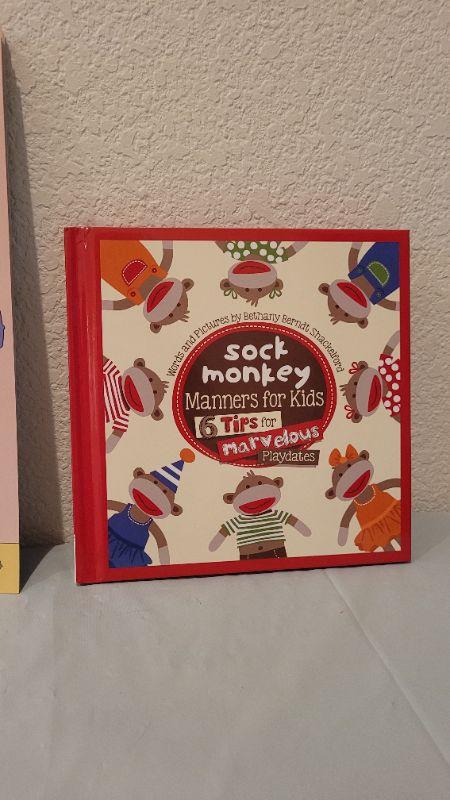 Words and Pictures by Bethany Berndt Shackelford
sock
monkey
Manners for Kids
6 Tips for
marvelous
Playdates